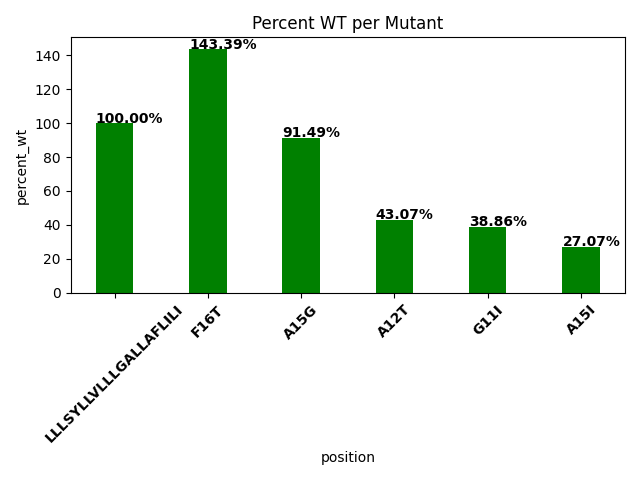 Percent WT per Mutant
percent_wt
140
120
100
80
60
40
20
0
100.00%
143.39%
91.49%
43.07%
38.86%
27.07%
LLLSYLLVLLLGALLAFLILI
F16T
A15G
A12T
G11I
A15I
position